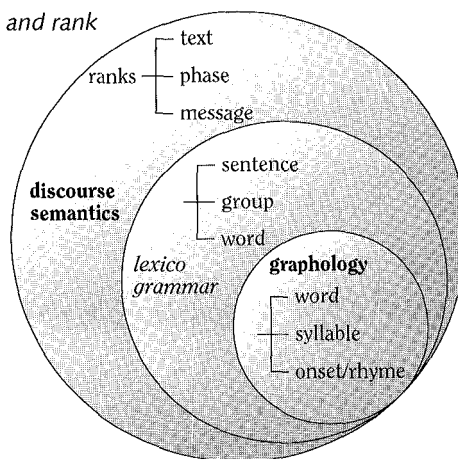 and rank
text
ranks
phase
message
sentence
discourse
semantics
group
word
lexico
grammar
graphology
word
syllable
onset/rhyme